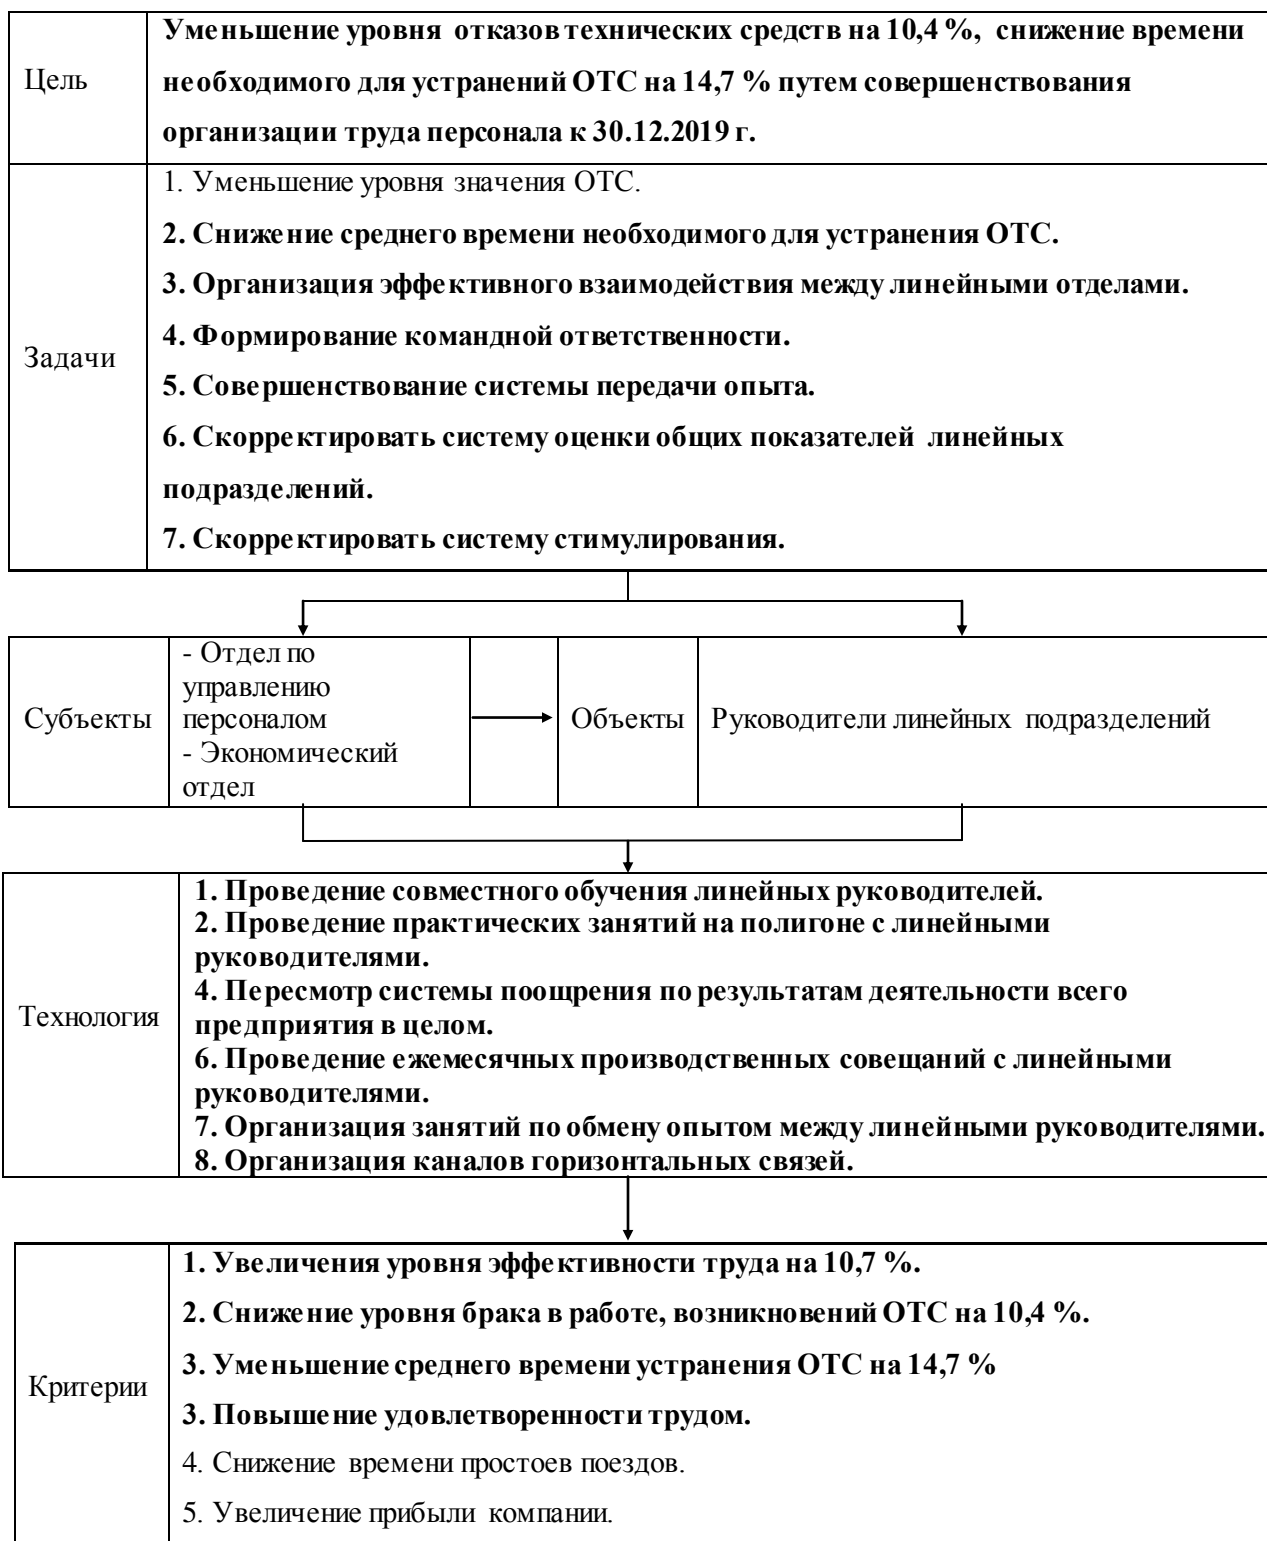 Цель
Уменьшение уровня отказов технических средств на 10,4 %, снижение времени
необходимого для устранений ОТС на 14,7 % путем совершенствования
организации труда персонала к 30.12.2019 г.
Задачи
1. Уменьшение уровня значения ОТС.
2. Снижение среднего времени необходимого для устранения ОТС.
3. Организация эффективного взаимодействия между линейными отделами.
4. Формирование командной ответственности.
5. Совершенствование системы передачи опыта.
6. Скорректировать систему оценки общих показателей линейных
подразделений.
7. Скорректировать систему стимулирования.
Субъекты
- Отдел по
управлению
персоналом
- Экономический
отдел
Объекты
Руководители линейных подразделений
Технология
1. Проведение совместного обучения линейных руководителей.
2. Проведение практических занятий на полигоне с линейными
руководителями.
4. Пересмотр системы поощрения по результатам деятельности всего
предприятия в целом.
6. Проведение ежемесячных производственных совещаний с линейными
руководителями.
7. Организация занятий по обмену опытом между линейными руководителями.
8. Организация каналов горизонтальных связей.
Критерии
1. Увеличения уровня эффективности труда на 10,7 %.
2. Снижение уровня брака в работе, возникновений ОТС на 10,4 %.
3. Уменьшение среднего времени устранения ОТС на 14,7 %
3. Повышение удовлетворенности трудом.
4. Снижение времени простоев поездов.
5. Увеличение прибыли компании.